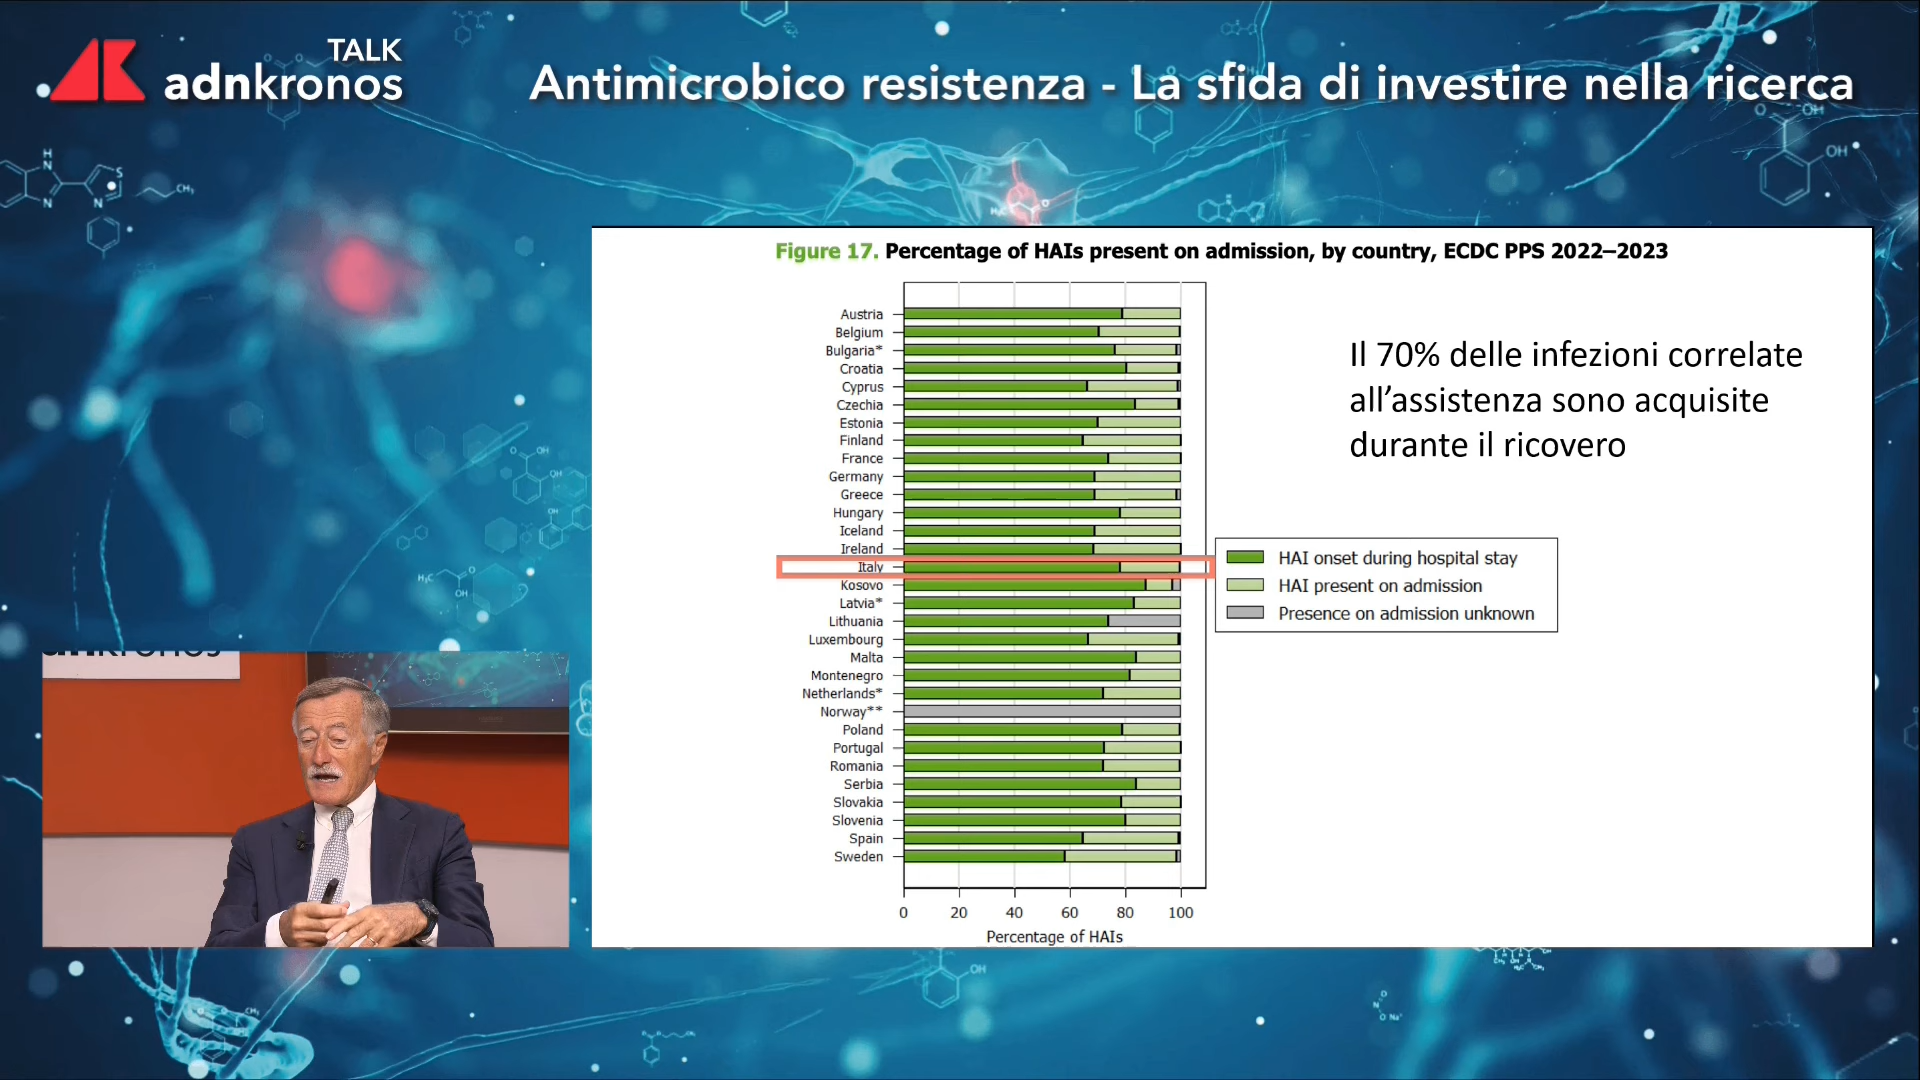 TALK
adnkronos
Antimicrobico resistenza - La sfida di investire nella ricerca
Figure 17. Percentage of HAIs present on admission, by country, ECDC PPS 2022–2023
Austria
Belgium
Bulgaria*
Croatia
Cyprus
Czechia
Estonia
Finland
France
Germany
Greece
Hungary
Iceland
Ireland
Italy
Kosovo
Latvia*
Lithuania
Luxembourg
Malta
Montenegro
Netherlands*
Norway**
Poland
Portugal
Romania
Serbia
Slovakia
Slovenia
Spain
Sweden
0 20 40 60 80 100
Percentage of HAIs
Il 70% delle infezioni correlate
all’assistenza sono acquisite
durante il ricovero
HAI onset during hospital stay
HAI present on admission
Presence on admission unknown